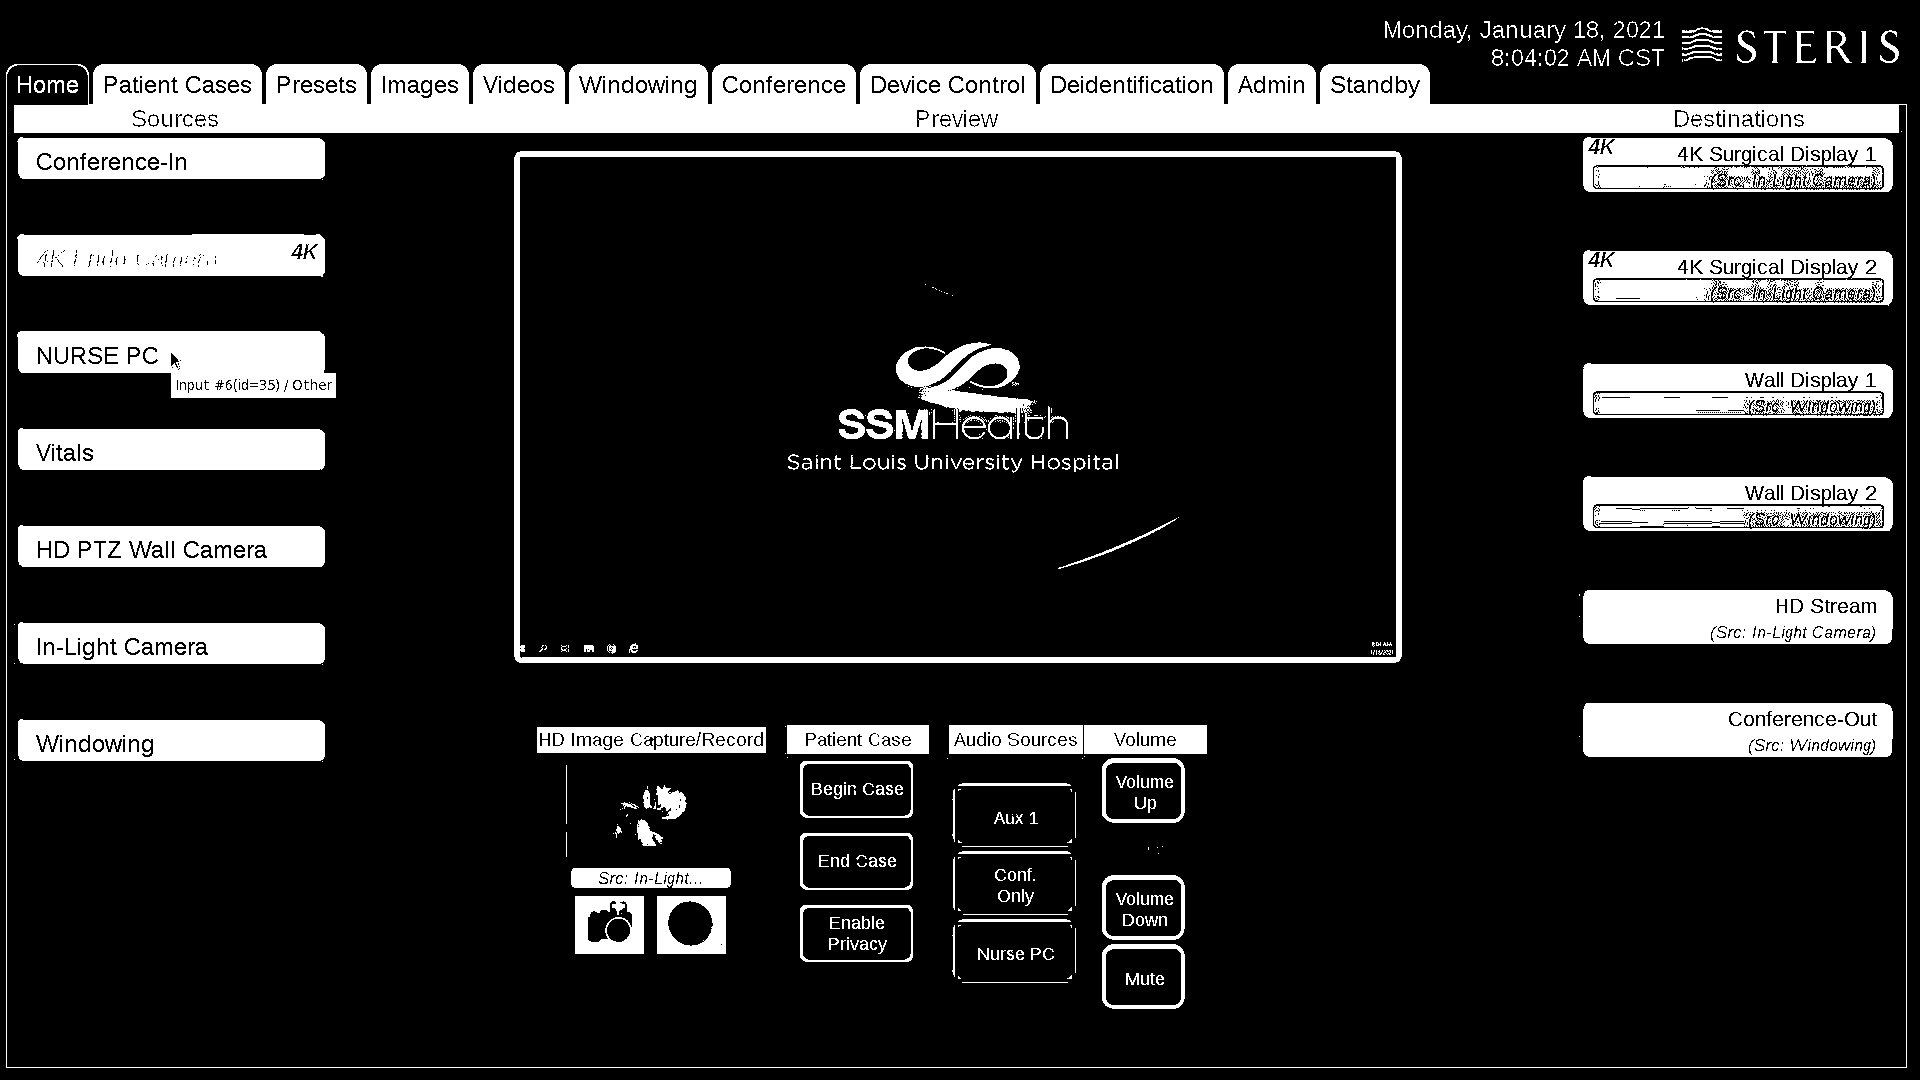 Monday, January 18, 2021
8:04:02 AM CST
STERIS
Home
Patient Cases
Presets
Images
Videos
Windowing
Conference
Device Control
Deidentification
Admin
Standby
Sources
Preview
Destinations
Conference-In
4K Endo Camera
4K
NURSE PC
Input #6(id=35) / Other
Vitals
HD PTZ Wall Camera
In-Light Camera
Windowing
SSMHealth
Saint Louis University Hospital
4K
4K Surgical Display 1
(Src: In-Light Camera)
4K
4K Surgical Display 2
(Src: In-Light Camera)
Wall Display 1
(Src: Windowing)
Wall Display 2
(Src: Windowing)
HD Stream
(Src: In-Light Camera)
Conference-Out
(Src: Windowing)
HD Image Capture/Record
Src: In-Light...
Patient Case
Begin Case
End Case
Enable
Privacy
Audio Sources
Aux 1
Conf.
Only
Nurse PC
Volume
Volume
Up
Volume
Down
Mute